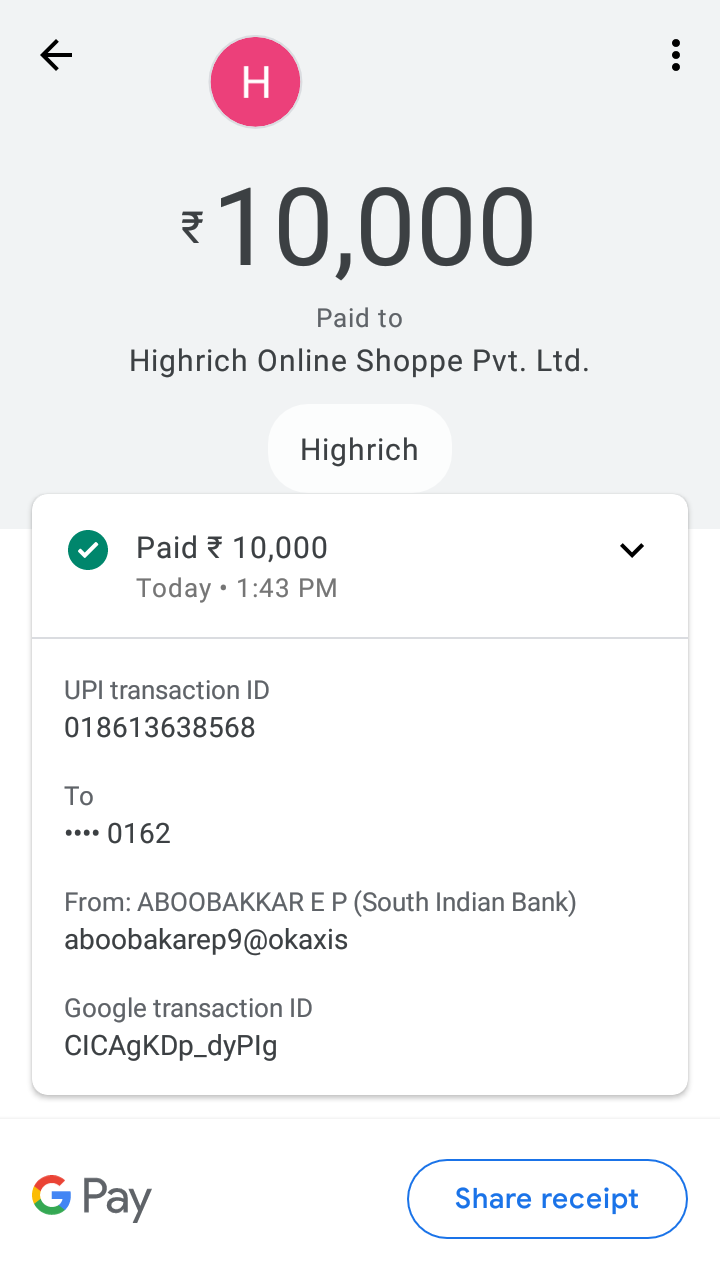 H
₹10,000
Paid to
Highrich Online Shoppe Pvt. Ltd.
Highrich
Paid ₹ 10,000
Today • 1:43 PM
UPI transaction ID
018613638568
To
•••• 0162
From: ABOOBAKKAR E P (South Indian Bank)
aboobakarep9@okaxis
Google transaction ID
CICAgKDp_dyPIg
G Pay
Share receipt